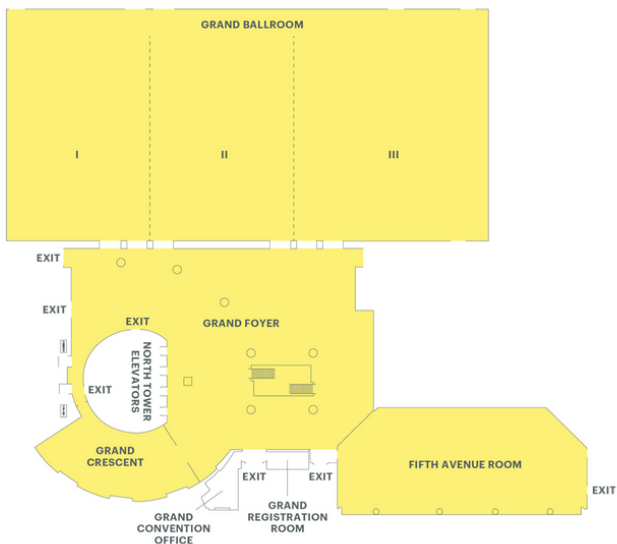 GRAND BALLROOM
I
II
III
EXIT
EXIT
EXIT
GRAND FOYER
NORTH TOWER
ELEVATORS
EXIT
GRAND
CRESCENT
FIFTH AVENUE ROOM
EXIT
EXIT
EXIT
GRAND
CONVENTION
OFFICE
GRAND
REGISTRATION
ROOM